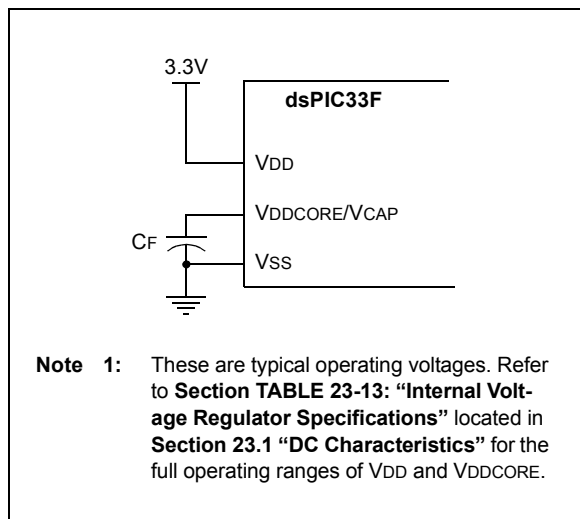 3.3V
dsPIC33F
VDD
VDDCORE/VCAP
CF
VSS
Note 1: These are typical operating voltages. Refer
to Section TABLE 23-13: “Internal Volt-
age Regulator Specifications” located in
Section 23.1 “DC Characteristics” for the
full operating ranges of VDD and VDDCORE.